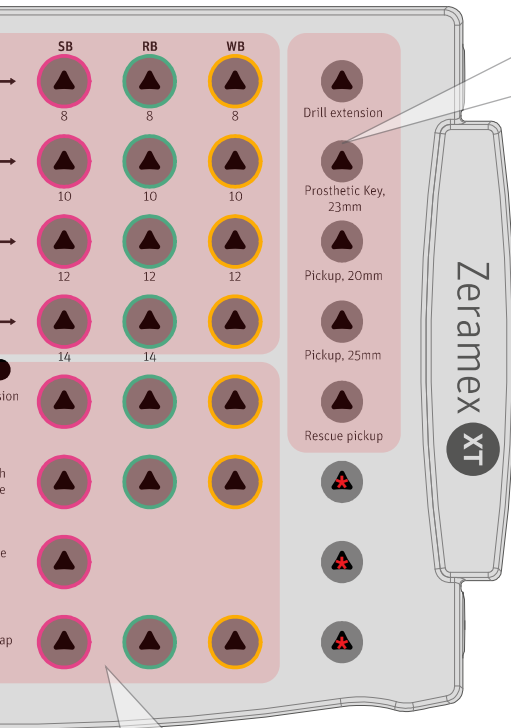 SB RB WB
8 8 8
Drill extension
10 10 10
Prosthetic Key,
23mm
12 12 12
Pickup, 20mm
14 14
Pickup, 25mm
Rescue pickup
Zeramex XT